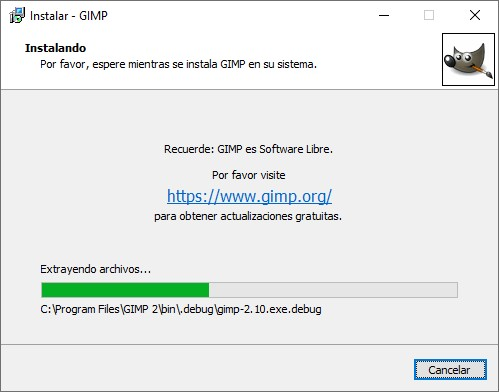 Instalar - GIMP
Instalando
Por favor, espere mientras se instala GIMP en su sistema.
Recuerde: GIMP es Software Libre.
Por favor visite
https://www.gimp.org/
para obtener actualizaciones gratuitas.
Extrayendo archivos...
C:\Program Files\GIMP 2\bin\.debug\gimp-2.10.exe.debug
Cancelar